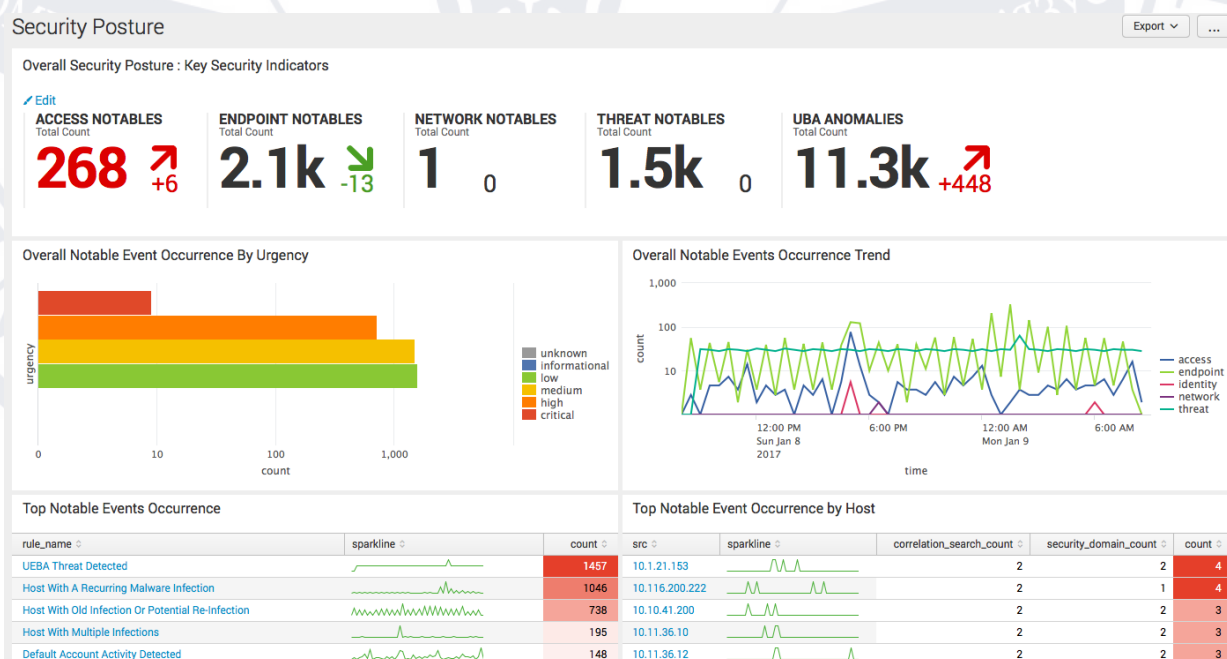 Security Posture
Export
...
Overall Security Posture : Key Security Indicators
Edit
ACCESS NOTABLES
Total Count
268
+6
ENDPOINT NOTABLES
Total Count
2.1k
-13
NETWORK NOTABLES
Total Count
1
0
THREAT NOTABLES
Total Count
1.5k
0
UBA ANOMALIES
Total Count
11.3k
+448
Overall Notable Event Occurrence By Urgency
urgency
0 10 100 1,000
count
unknown
informational
low
medium
high
critical
Overall Notable Events Occurrence Trend
1,000
100
10
count
12:00 PM 6:00 PM 12:00 AM 6:00 AM
Sun Jan 8 Mon Jan 9
2017
time
access
endpoint
identity
network
threat
Top Notable Events Occurrence
rule_name sparkline count
UEBA Threat Detected 1457
Host With A Recurring Malware Infection 1046
Host With Old Infection Or Potential Re-Infection 738
Host With Multiple Infections 195
Default Account Activity Detected 148
Top Notable Event Occurrence by Host
src sparkline correlation_search_count security_domain_count count
10.1.21.153 2 2 4
10.116.200.222 2 1 4
10.10.41.200 2 2 3
10.11.36.10 2 2 3
10.11.36.12 2 2 3